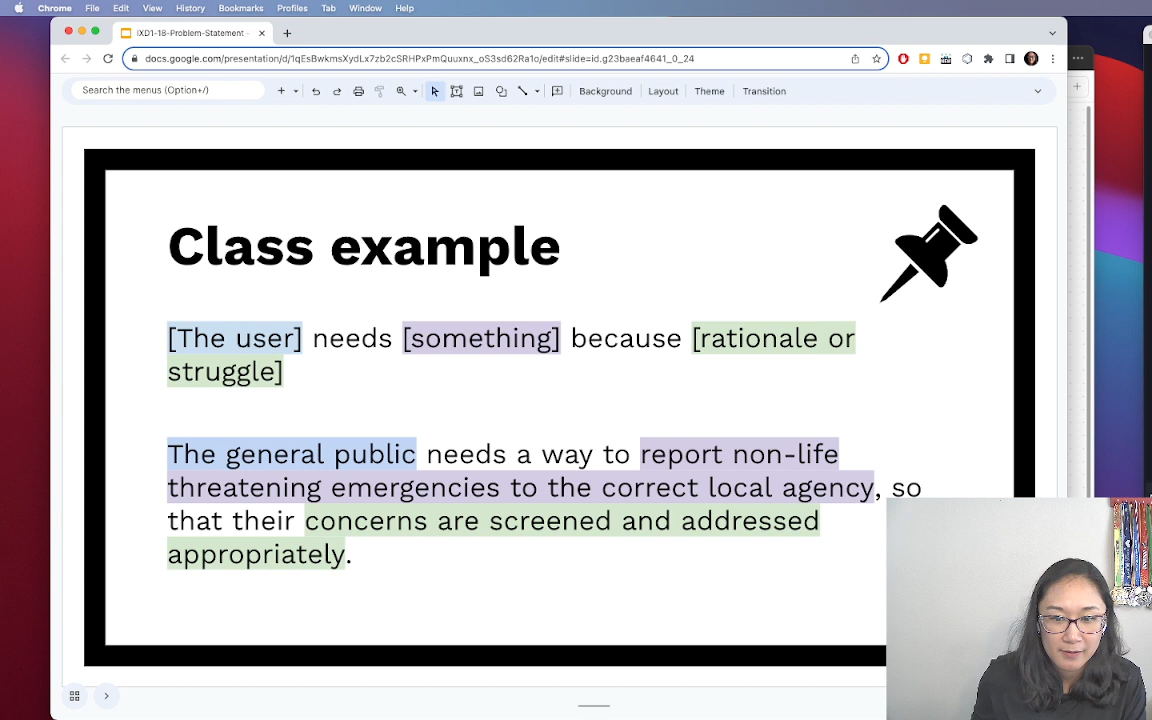 Chrome File Edit View History Bookmarks Profiles Tab Window Help
IXD1-18-Problem-Statement -
docs.google.com/presentation/d/1qEsBwkmsXydLx7zb2cSRHPxPmQuuxnx_oS3sd62Ra1o/edit#slide=id.g23baeaf4641_0_24
Search the menus (Option+/) Background Layout Theme Transition
Class example
[The user] needs [something] because [rationale or
struggle]
The general public needs a way to report non-life
threatening emergencies to the correct local agency, so
that their concerns are screened and addressed
appropriately.